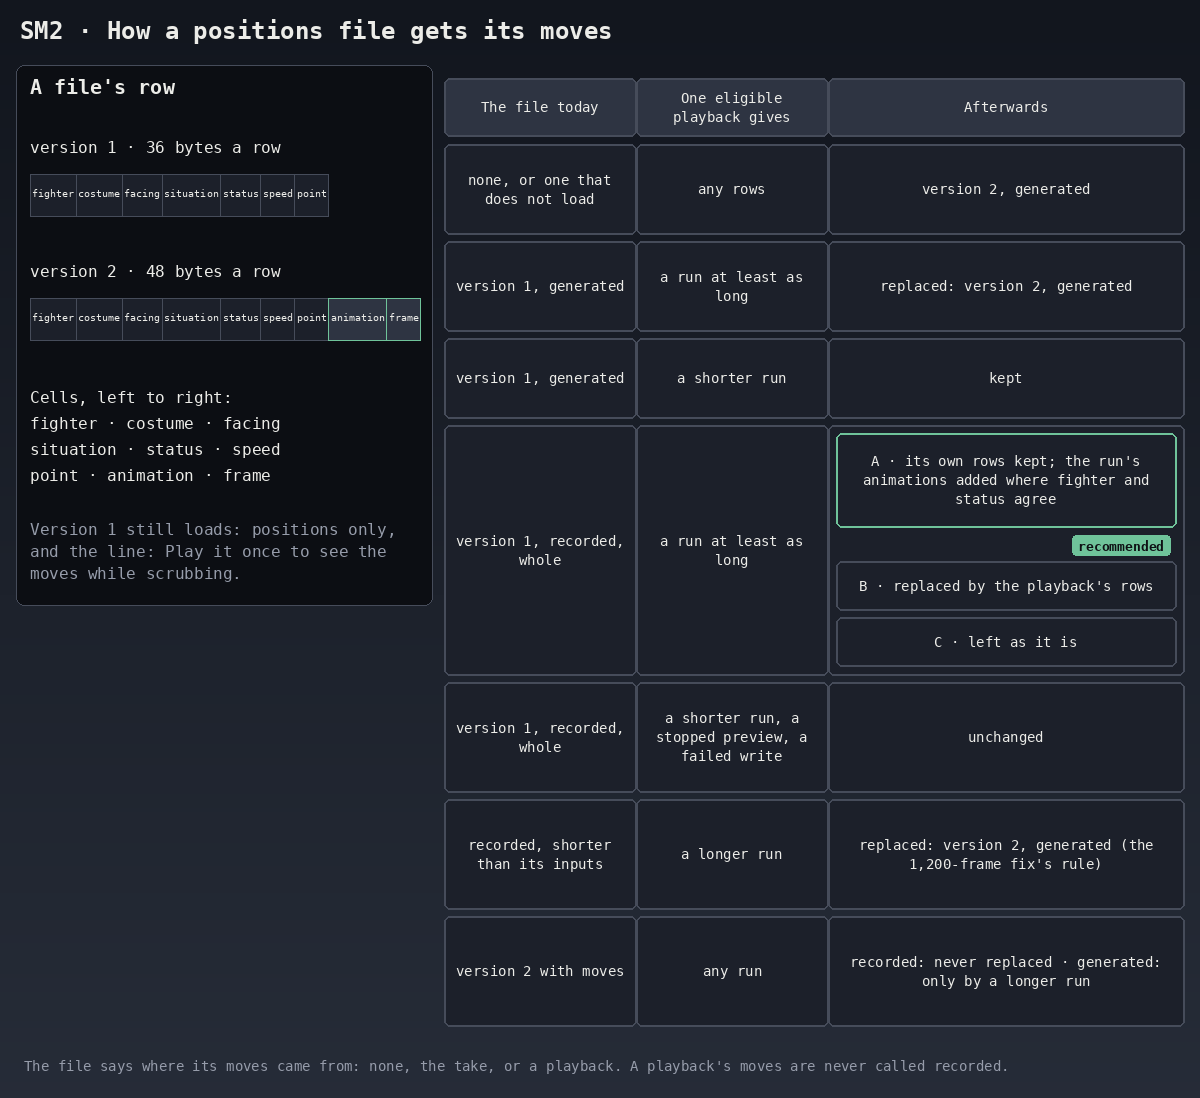 SM2 · How a positions file gets its moves
A file's row
version 1 · 36 bytes a row
fighter costume facing situation status speed point
version 2 · 48 bytes a row
fighter costume facing situation status speed point animation frame
Cells, left to right:
fighter · costume · facing
situation · status · speed
point · animation · frame
Version 1 still loads: positions only,
and the line: Play it once to see the
moves while scrubbing.
The file today
One eligible
playback gives
Afterwards
none, or one that
does not load
any rows
version 2, generated
version 1, generated
a run at least as
long
replaced: version 2, generated
version 1, generated
a shorter run
kept
version 1, recorded,
whole
a run at least as
long
A · its own rows kept; the run's
animations added where fighter and
status agree
recommended
B · replaced by the playback's rows
C · left as it is
version 1, recorded,
whole
a shorter run, a
stopped preview, a
failed write
unchanged
recorded, shorter
than its inputs
a longer run
replaced: version 2, generated (the
1,200-frame fix's rule)
version 2 with moves
any run
recorded: never replaced · generated:
only by a longer run
The file says where its moves came from: none, the take, or a playback. A playback's moves are never called recorded.